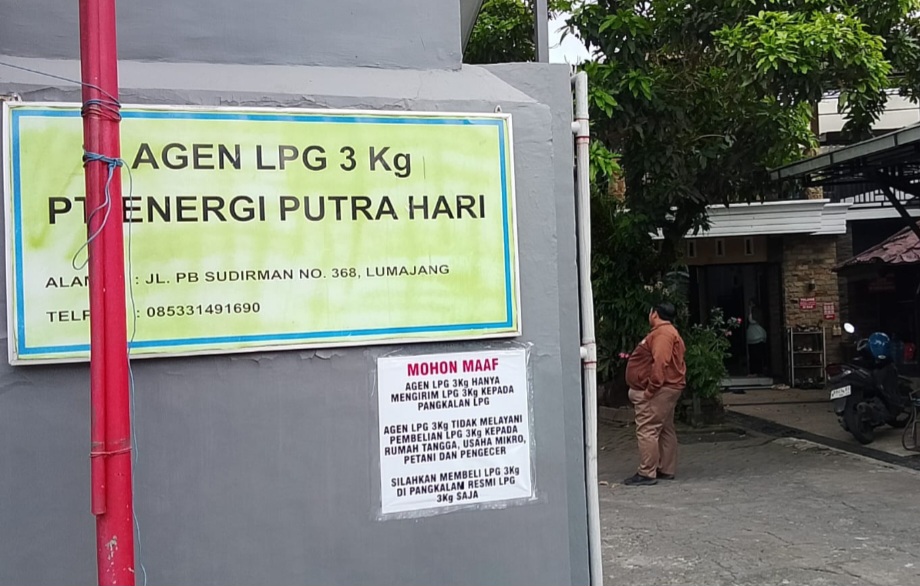 AGEN LPG 3 Kg
PT ENERGI PUTRA HARI
: JL. PB SUDIRMAN NO. 368, LUMAJANG
: 085331491690
MOHON MAAF
AGEN LPG 3Kg HANYA
MENGIRIM LPG 3Kg KEPADA
PANGKALAN LPG
AGEN LPG 3Kg TIDAK MELAYANI
PEMBELIAN LPG 3Kg KEPADA
RUMAH TANGGA, USAHA MIKRO,
PETANI DAN PENGECER
SILAHKAN MEMBELI LPG 3Kg
DI PANGKALAM RESMI LPG
3Kg SAJA